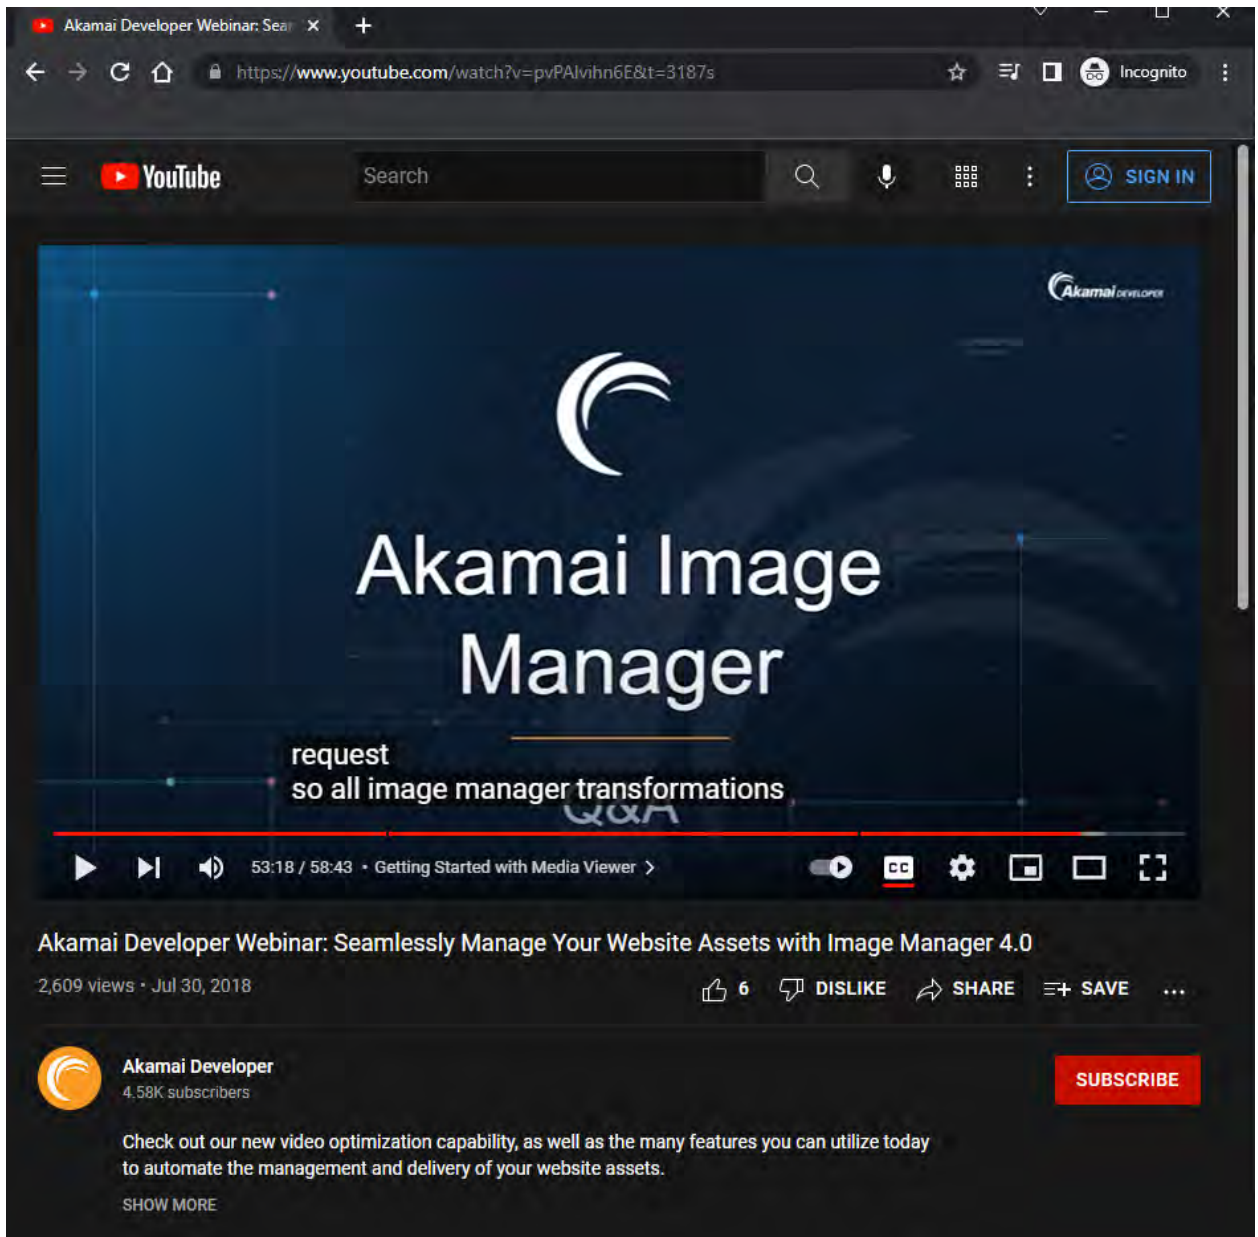 Akamai Developer Webinar: Sear
https://www.youtube.com/watch?v=pvPAlvihn6E&t=3187s
Incognito
YouTube
Search
SIGN IN
Akamai DEVELOPER
Akamai Image
Manager
request
so all image manager transformations
Q&A
53:18 / 58:43 • Getting Started with Media Viewer >
CC
Akamai Developer Webinar: Seamlessly Manage Your Website Assets with Image Manager 4.0
2,609 views • Jul 30, 2018
6 DISLIKE SHARE SAVE ...
Akamai Developer
4.58K subscribers
SUBSCRIBE
Check out our new video optimization capability, as well as the many features you can utilize today
to automate the management and delivery of your website assets.
SHOW MORE